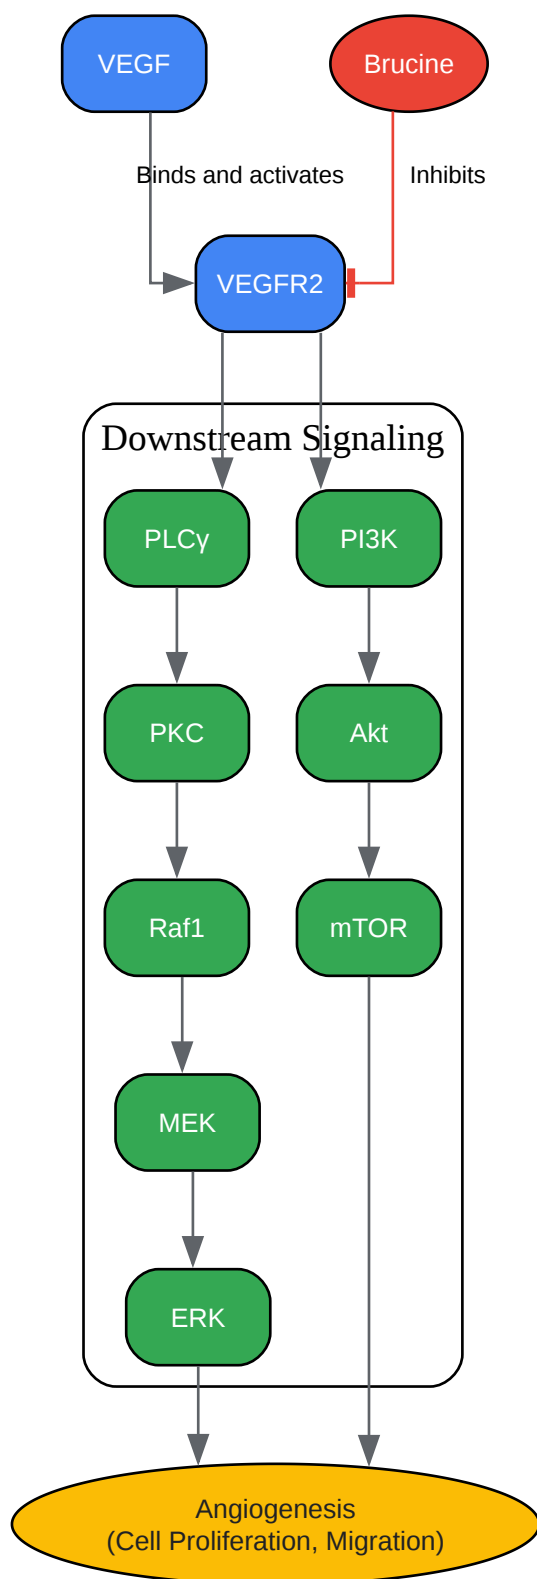 VEGF
Brucine
Binds and activates
Inhibits
VEGFR2
Downstream Signaling
PLCγ
PI3K
PKC
Akt
Raf1
mTOR
MEK
ERK
Angiogenesis
(Cell Proliferation, Migration)